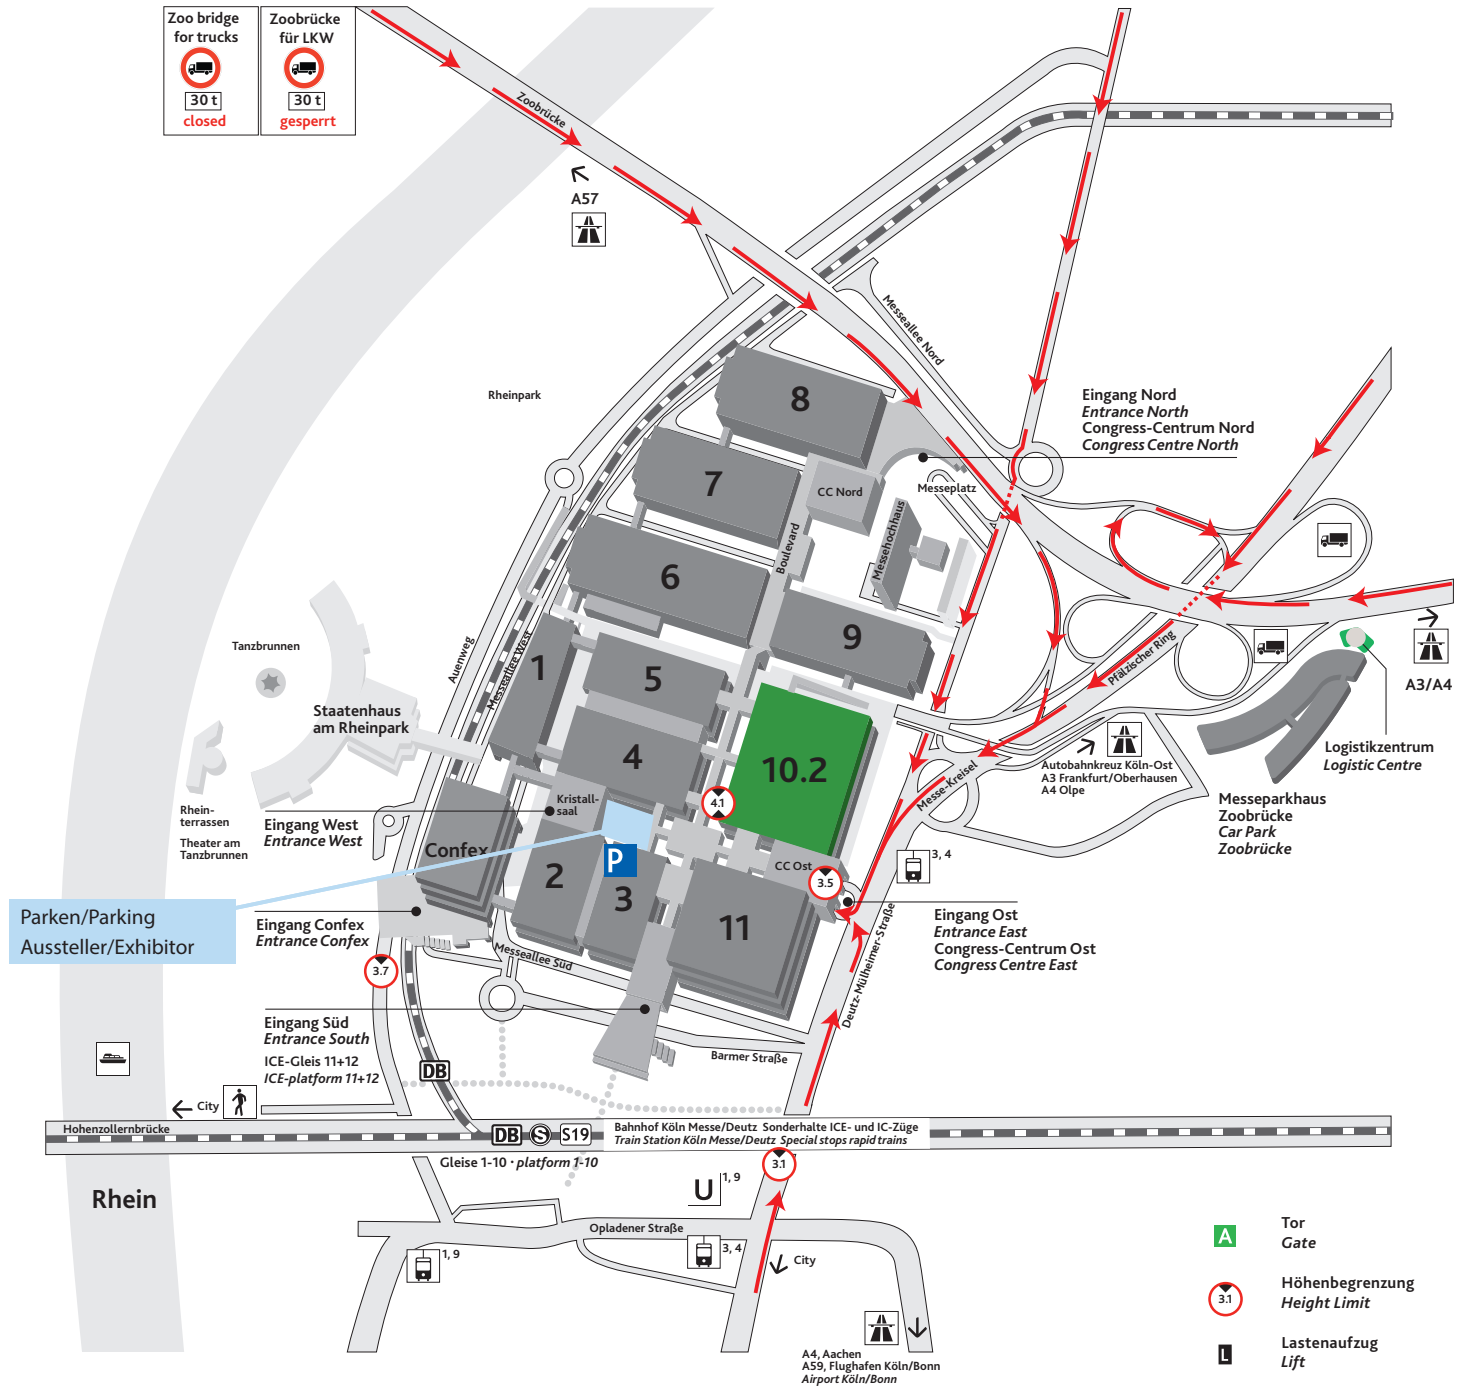 Zoo bridge
for trucks
30 t
closed
Zoobrücke
für LKW
30 t
gesperrt
Zoobrücke
A57
Messeallee Nord
Rheinpark
Eingang Nord
Entrance North
Congress-Centrum Nord
Congress Centre North
8
7
CC Nord
Messeplatz
Boulevard
Messehochhaus
6
9
Tanzbrunnen
Auenweg
Messeallee West
1
5
Pfälzischer Ring
A3/A4
Staatenhaus
am Rheinpark
4
10.2
Logistikzentrum
Logistic Centre
Autobahnkreuz Köln-Ost
A3 Frankfurt/Oberhausen
A4 Olpe
Messe-Kreisel
Messeparkhaus
Zoobrücke
Car Park
Zoobrücke
Rhein-
terrassen
Theater am
Tanzbrunnen
Eingang West
Entrance West
Kristall-
saal
4.1
Confex
P
2
3
CC Ost
3.5
3, 4
11
Parken/Parking
Aussteller/Exhibitor
Eingang Confex
Entrance Confex
Eingang Ost
Entrance East
Congress-Centrum Ost
Congress Centre East
Messeallee Süd
Deutz-Mülheimer-Straße
3.7
Eingang Süd
Entrance South
ICE-Gleis 11+12
ICE-platform 11+12
Barmer Straße
DB
City
Hohenzollernbrücke
DB
S
S19
Bahnhof Köln Messe/Deutz Sonderhalte ICE- und IC-Züge
Train Station Köln Messe/Deutz Special stops rapid trains
Gleise 1-10 · platform 1-10
3.1
U
1, 9
Rhein
Opladener Straße
1, 9
3, 4
City
A4, Aachen
A59, Flughafen Köln/Bonn
Airport Köln/Bonn
A
Tor
Gate
3.1
Höhenbegrenzung
Height Limit
L
Lastenaufzug
Lift